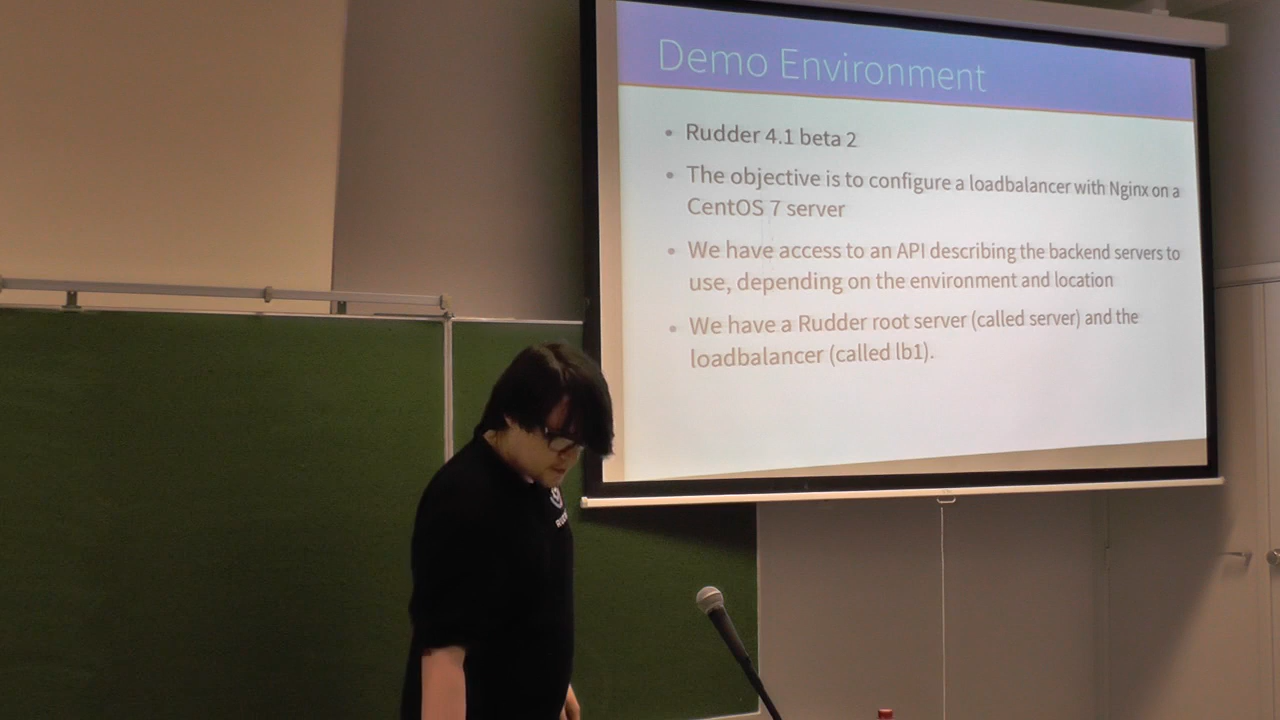 Demo Environment
• Rudder 4.1 beta 2
• The objective is to configure a loadbalancer with Nginx on a
CentOS 7 server
• We have access to an API describing the backend servers to
use, depending on the environment and location
• We have a Rudder root server (called server) and the
loadbalancer (called lb1).